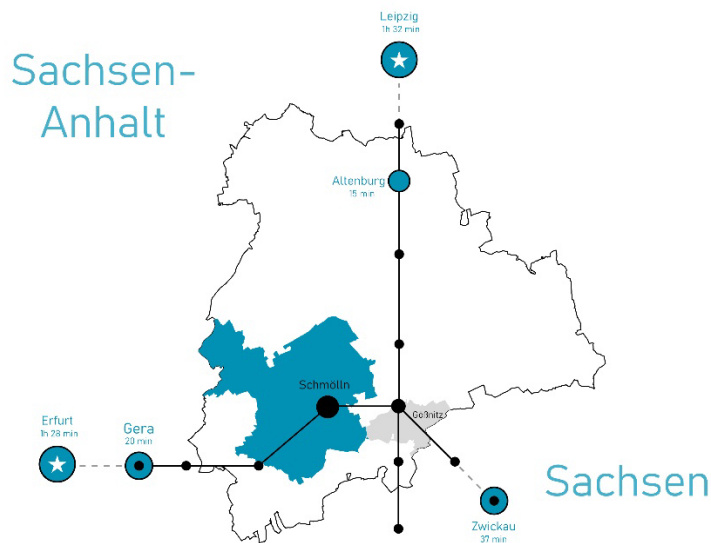 Leipzig
1h 32 min
Sachsen-
Anhalt
Altenburg
15 min
Schmölln
Goßnitz
Erfurt
1h 28 min
Gera
20 min
Sachsen
Zwickau
37 min